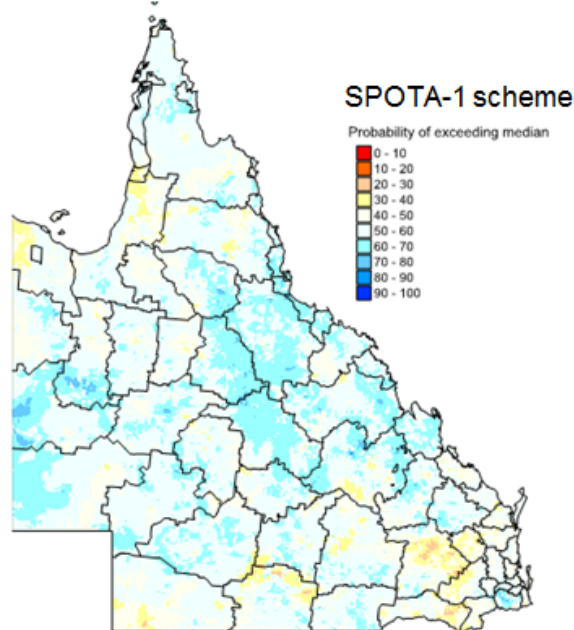 SPOTA-1 scheme
Probability of exceeding median
0 - 10
10 - 20
20 - 30
30 - 40
40 - 50
50 - 60
60 - 70
70 - 80
80 - 90
90 - 100